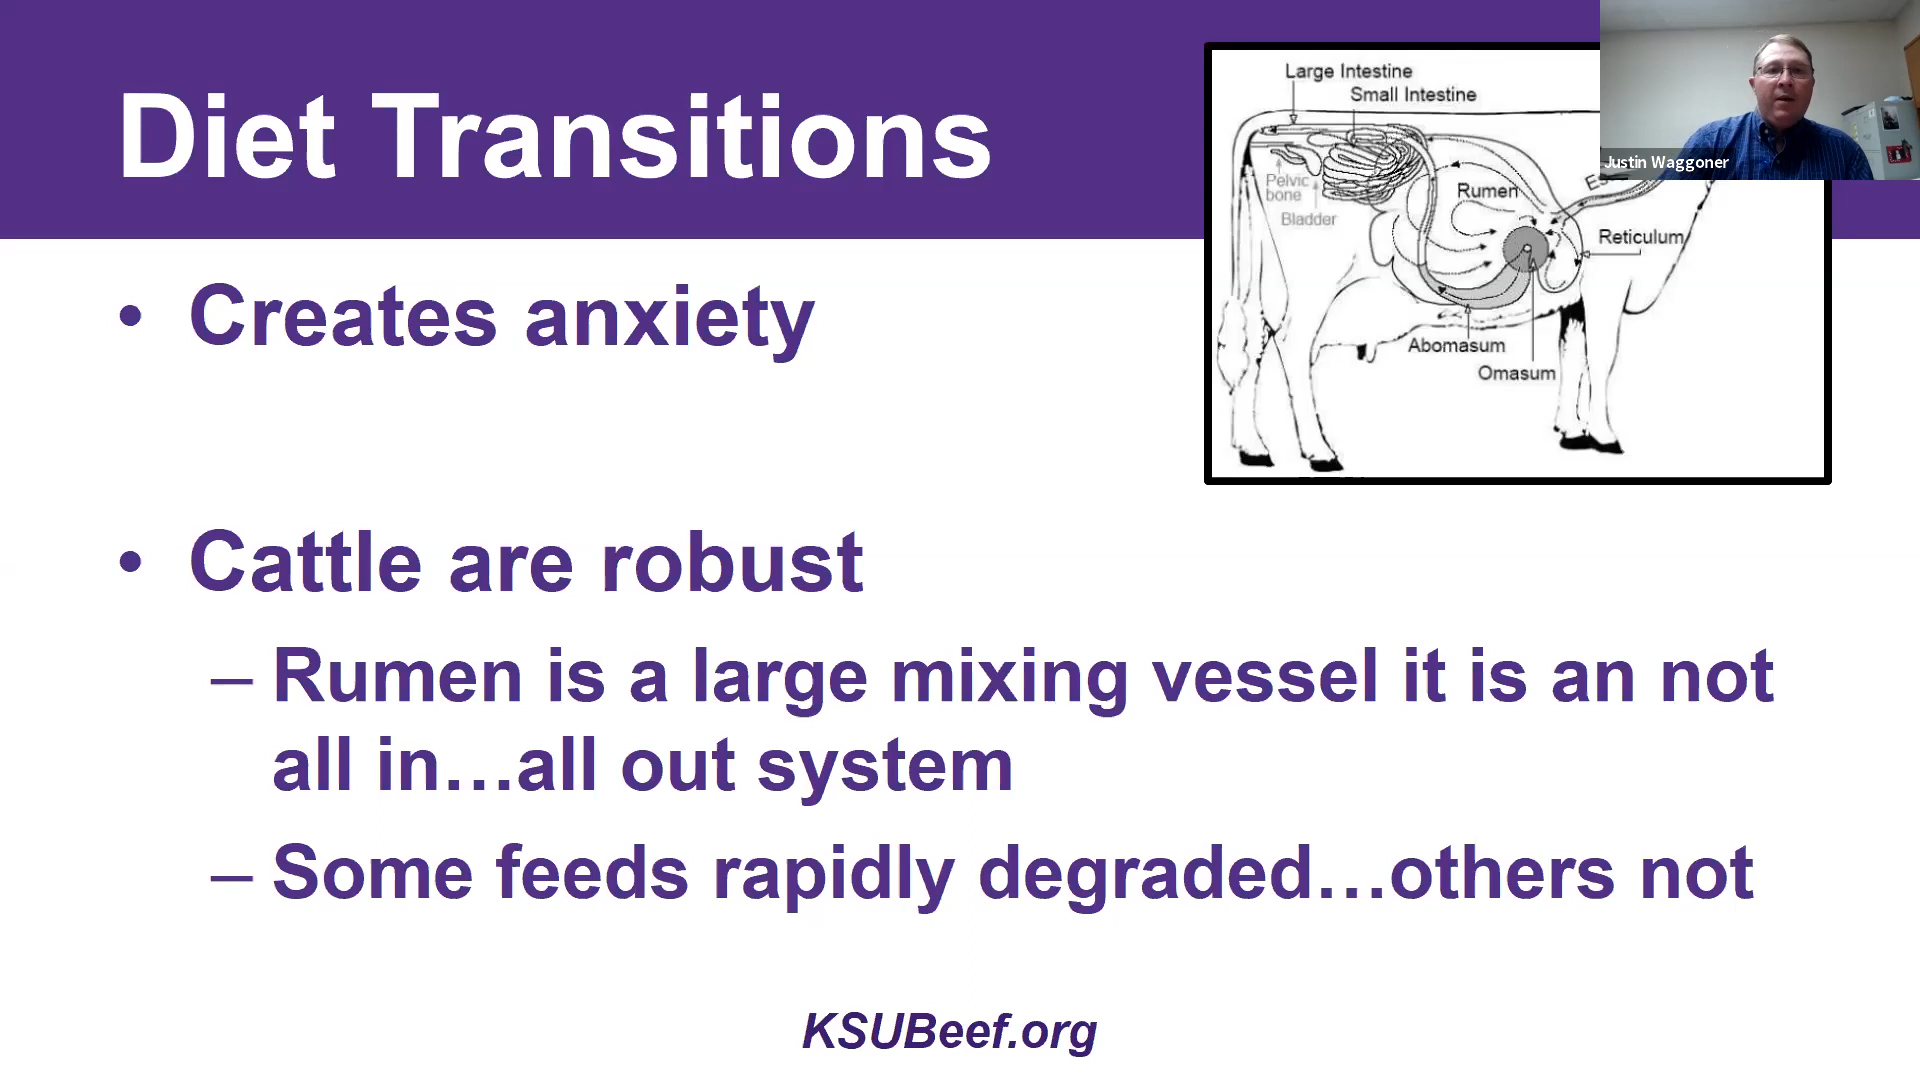 Diet Transitions
Large Intestine
Small Intestine
Justin Waggoner
Pelvic
bone
Bladder
Rumen
Reticulum
Abomasum
Omasum
• Creates anxiety
• Cattle are robust
– Rumen is a large mixing vessel it is an not
all in…all out system
– Some feeds rapidly degraded…others not
KSUBeef.org